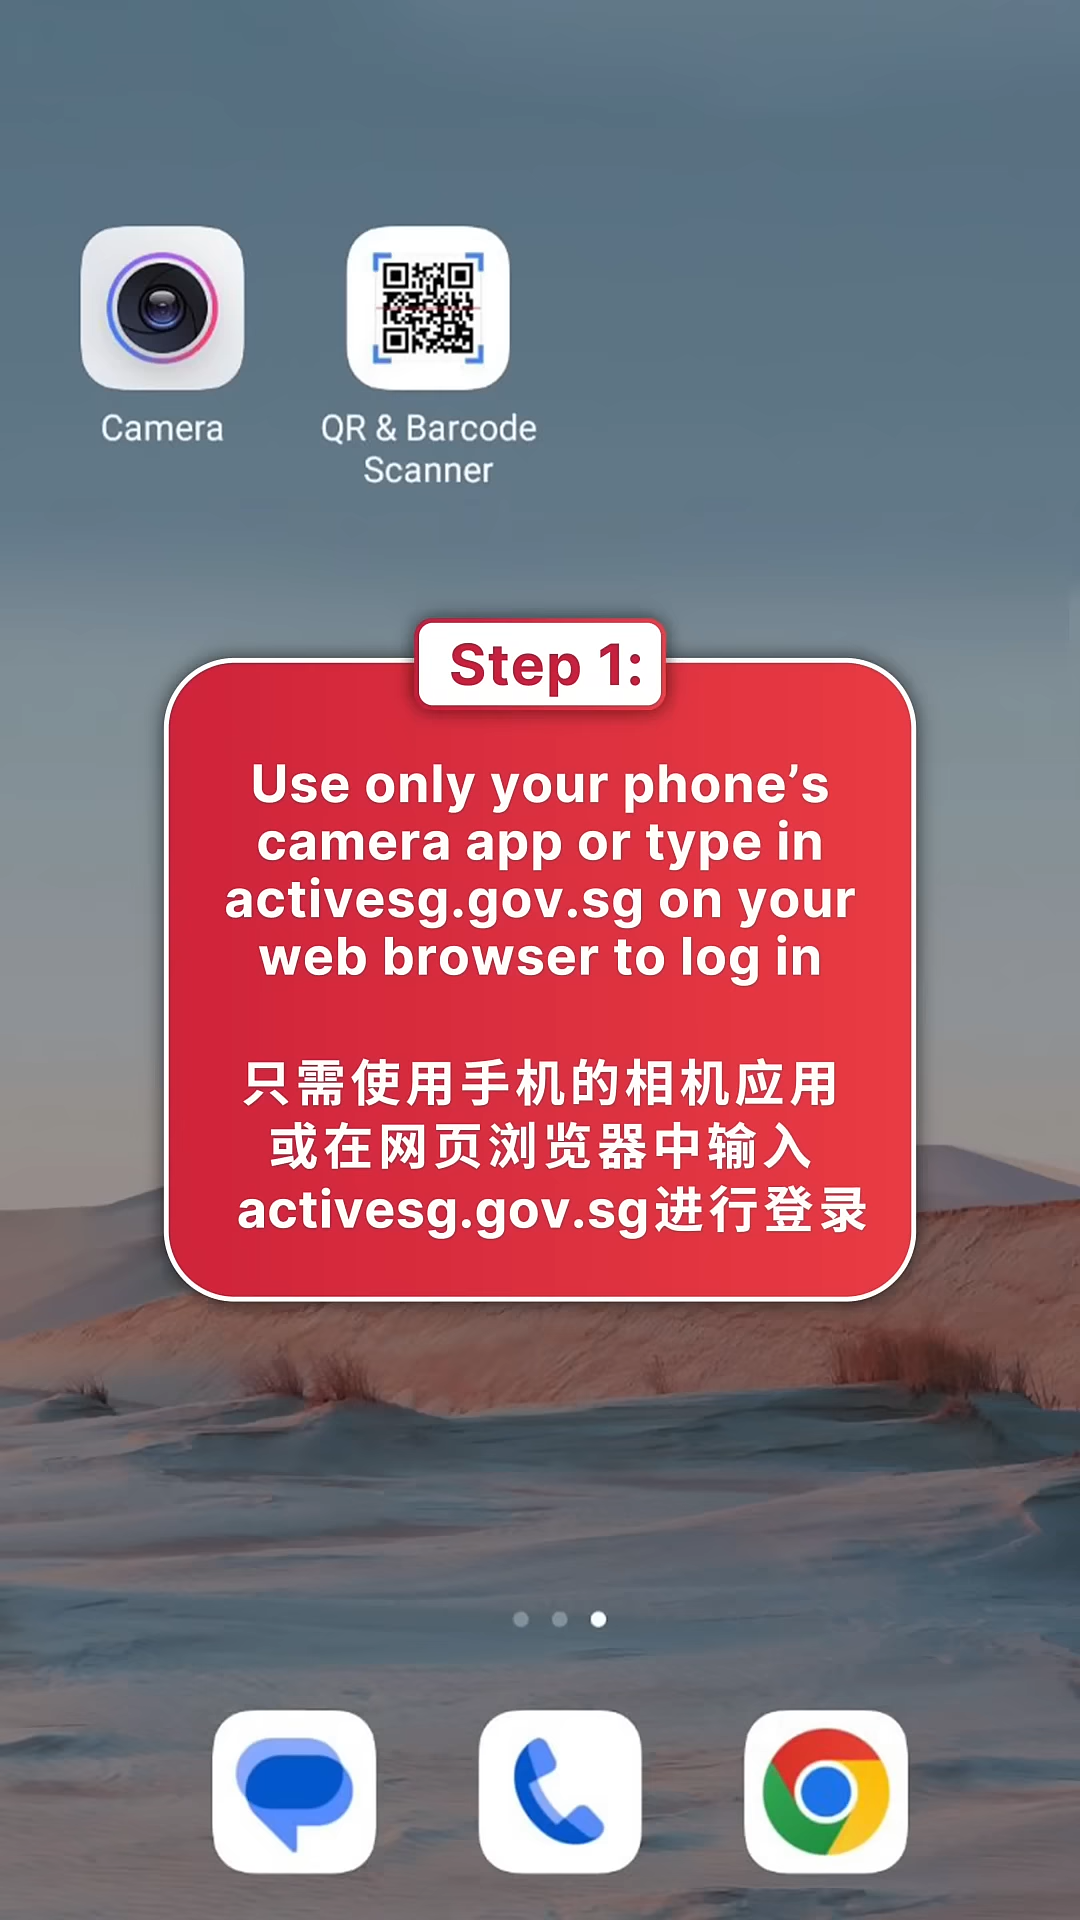 Camera
QR & Barcode
Scanner
Step 1:
Use only your phone’s
camera app or type in
activesg.gov.sg on your
web browser to log in
只需使用手机的相机应用
或在网页浏览器中输入
activesg.gov.sg进行登录